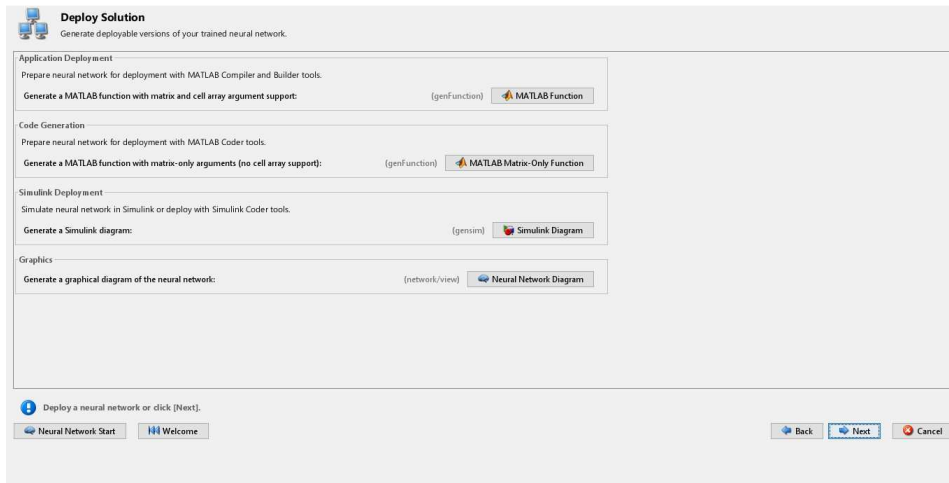 Deploy Solution
Generate deployable versions of your trained neural network.
Application Deployment
Prepare neural network for deployment with MATLAB Compiler and Builder tools.
Generate a MATLAB function with matrix and cell array argument support: (genFunction) MATLAB Function
Code Generation
Prepare neural network for deployment with MATLAB Coder tools.
Generate a MATLAB function with matrix-only arguments (no cell array support): (genFunction) MATLAB Matrix-Only Function
Simulink Deployment
Simulate neural network in Simulink or deploy with Simulink Coder tools.
Generate a Simulink diagram: (gensim) Simulink Diagram
Graphics
Generate a graphical diagram of the neural network: (network/view) Neural Network Diagram
Deploy a neural network or click [Next].
Neural Network Start Welcome Back Next Cancel